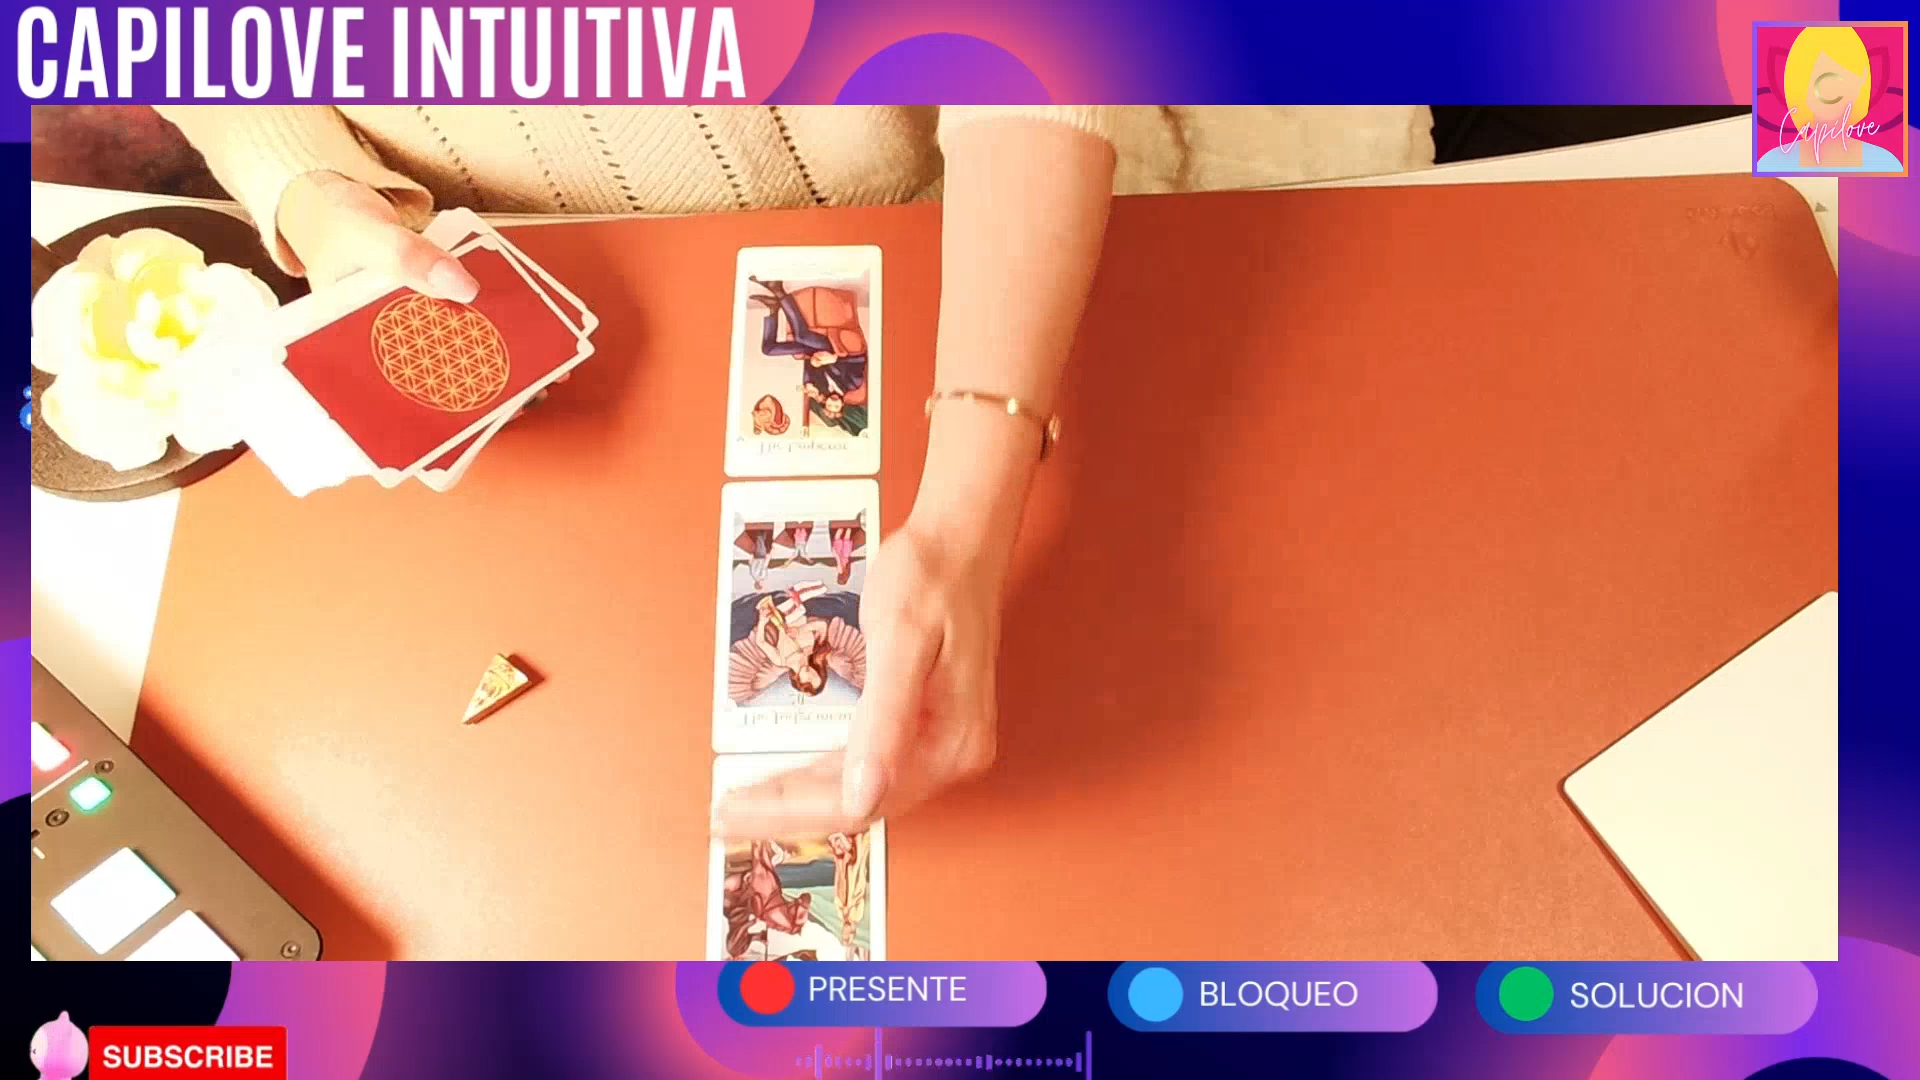 CAPILOVE INTUITIVA
Capilove
PRESENTE
BLOQUEO
SOLUCION
SUBSCRIBE